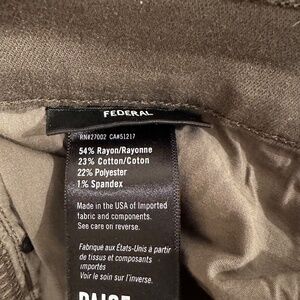 FEDERAL
RN#27002 CA#51217
54% Rayon/Rayonne
23% Cotton/Coton
22% Polyester
1% Spandex
Made in the USA of Imported
fabric and components.
See care on reverse.
Fabriqué aux États-Unis à partir
de tissus et composants
importés
Voir le soin sur l'inverse.
PAIGE